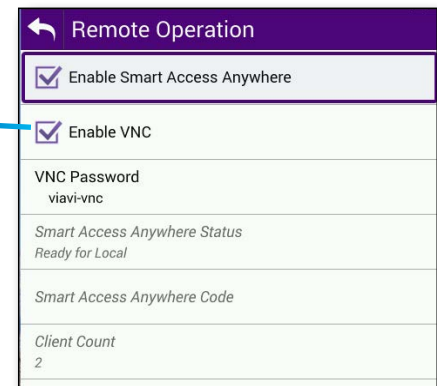 Remote Operation
Enable Smart Access Anywhere
Enable VNC
VNC Password
viavi-vnc
Smart Access Anywhere Status
Ready for Local
Smart Access Anywhere Code
Client Count
2